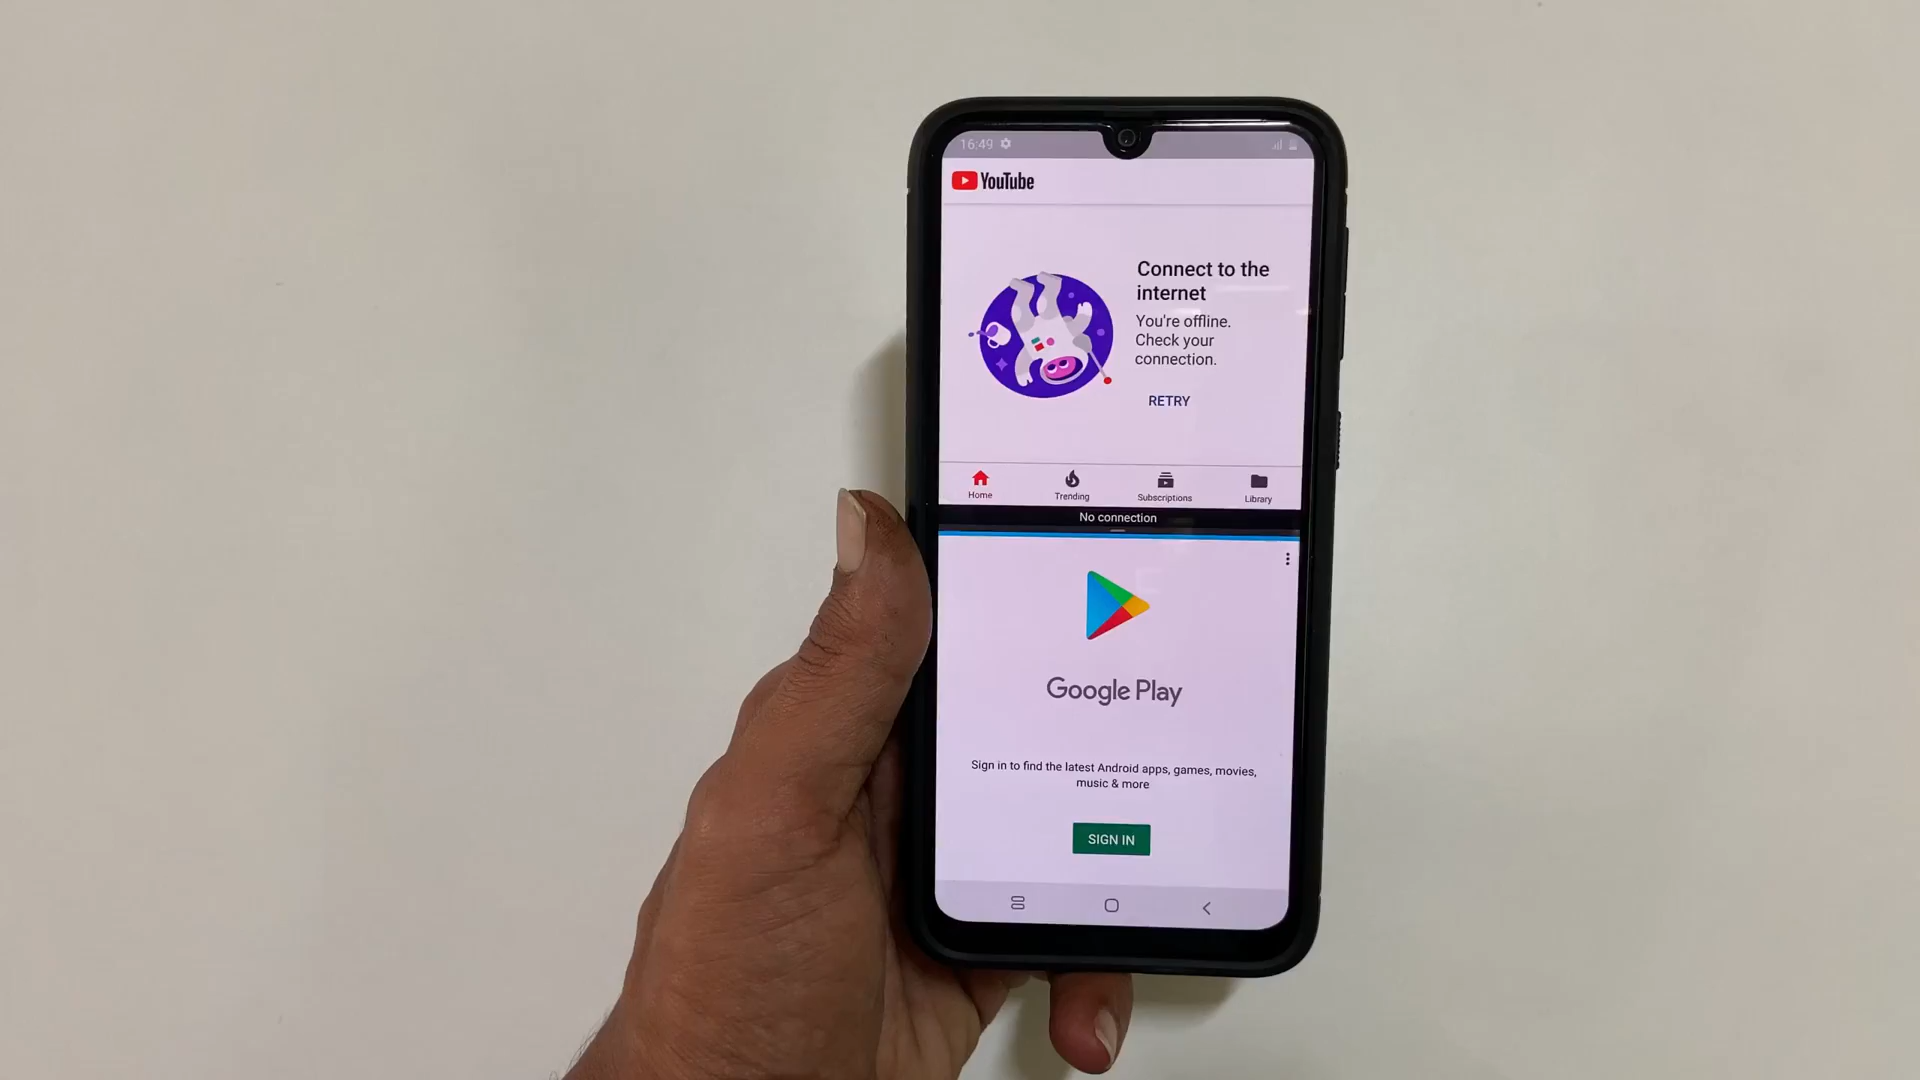 16:49
YouTube
Connect to the
internet
You're offline.
Check your
connection.
RETRY
Home
Trending
Subscriptions
Library
No connection
Google Play
Sign in to find the latest Android apps, games, movies,
music & more
SIGN IN